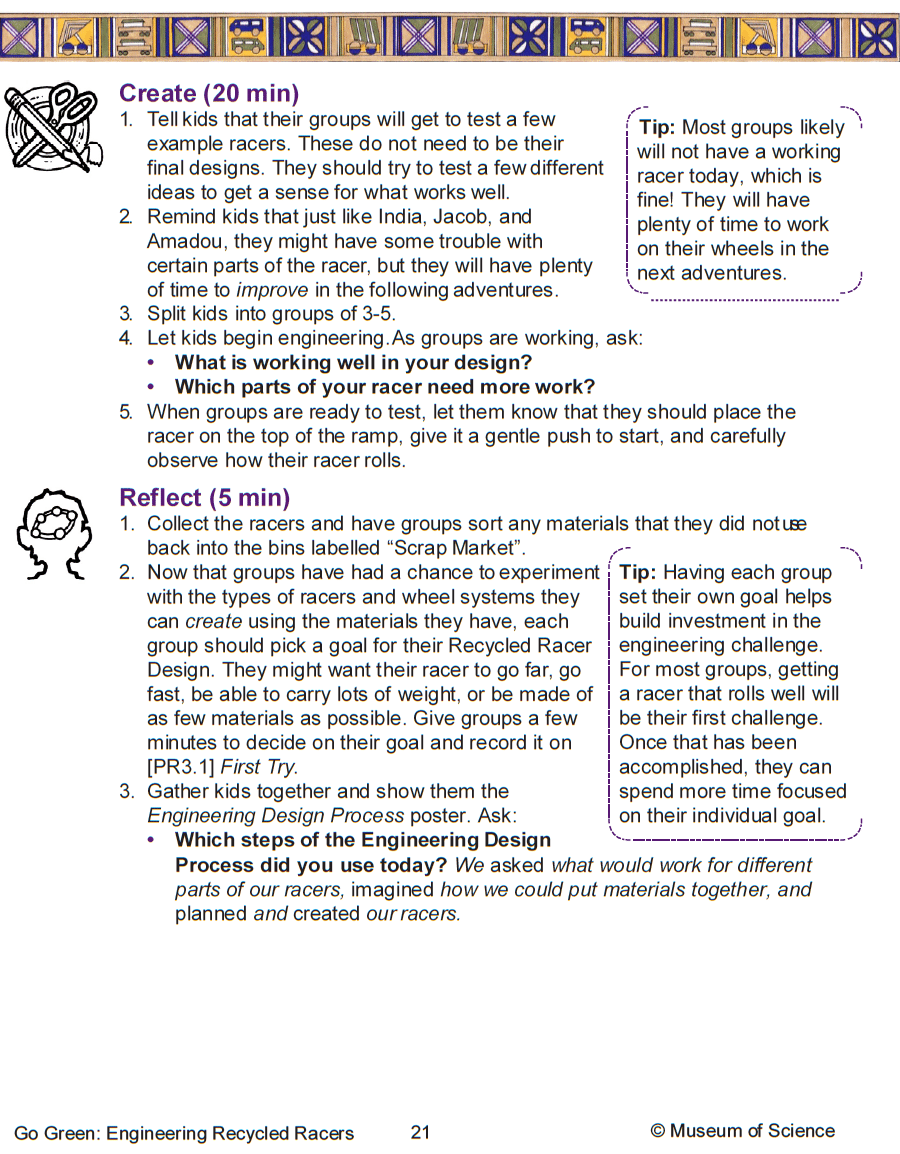 Create (20 min)
1. Tell kids that their groups will get to test a few
example racers. These do not need to be their
final designs. They should try to test a few different
ideas to get a sense for what works well.
2. Remind kids that just like India, Jacob, and
Amadou, they might have some trouble with
certain parts of the racer, but they will have plenty
of time to improve in the following adventures.
3. Split kids into groups of 3-5.
4. Let kids begin engineering. As groups are working, ask:
• What is working well in your design?
• Which parts of your racer need more work?
5. When groups are ready to test, let them know that they should place the
racer on the top of the ramp, give it a gentle push to start, and carefully
observe how their racer rolls.
Tip: Most groups likely
will not have a working
racer today, which is
fine! They will have
plenty of time to work
on their wheels in the
next adventures.
Reflect (5 min)
1. Collect the racers and have groups sort any materials that they did not use
back into the bins labelled “Scrap Market”.
2. Now that groups have had a chance to experiment
with the types of racers and wheel systems they
can create using the materials they have, each
group should pick a goal for their Recycled Racer
Design. They might want their racer to go far, go
fast, be able to carry lots of weight, or be made of
as few materials as possible. Give groups a few
minutes to decide on their goal and record it on
[PR3.1] First Try.
3. Gather kids together and show them the
Engineering Design Process poster. Ask:
• Which steps of the Engineering Design
Process did you use today? We asked what would work for different
parts of our racers, imagined how we could put materials together, and
planned and created our racers.
Tip: Having each group
set their own goal helps
build investment in the
engineering challenge.
For most groups, getting
a racer that rolls well will
be their first challenge.
Once that has been
accomplished, they can
spend more time focused
on their individual goal.
Go Green: Engineering Recycled Racers
21
© Museum of Science